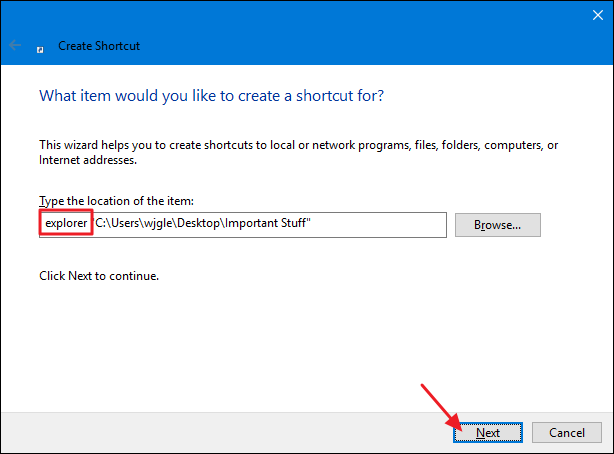 Create Shortcut
What item would you like to create a shortcut for?
This wizard helps you to create shortcuts to local or network programs, files, folders, computers, or
Internet addresses.
Type the location of the item:
explorer "C:\Users\wjgle\Desktop\Important Stuff"
Browse...
Click Next to continue.
Next
Cancel